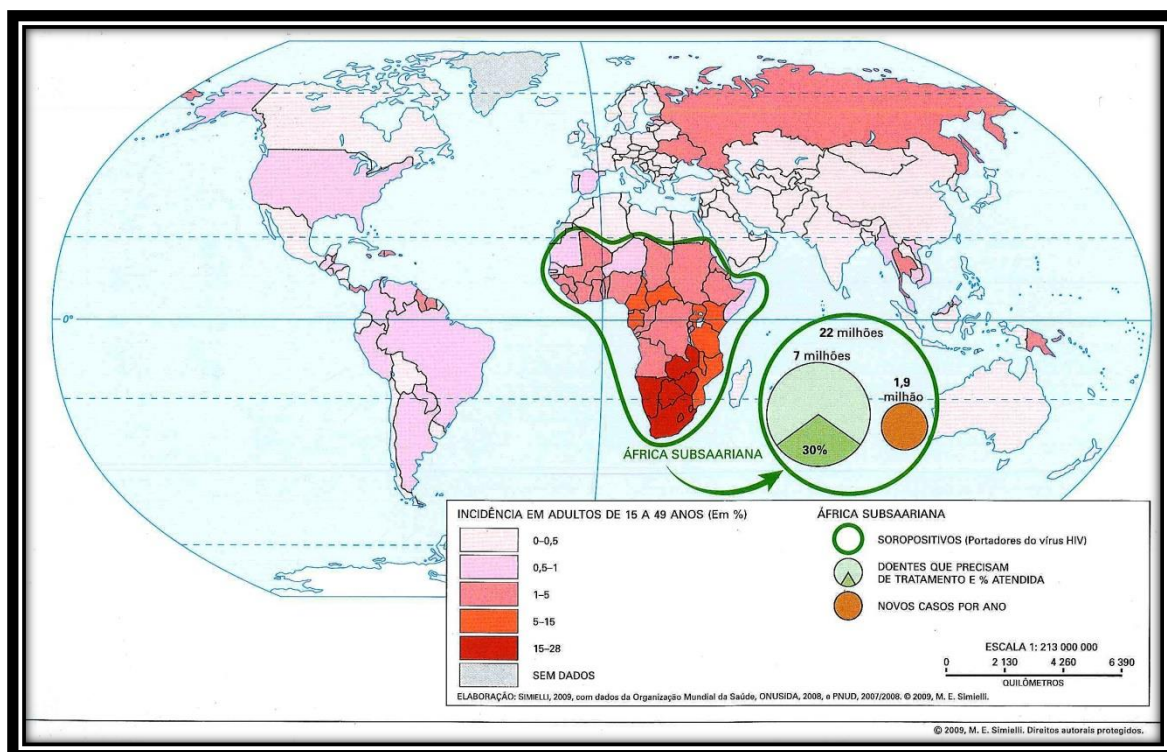 0°
22 milhões
7 milhões
1,9
milhão
30%
ÁFRICA SUBSAARIANA
INCIDÊNCIA EM ADULTOS DE 15 A 49 ANOS (Em %)
0–0,5
0,5–1
1–5
5–15
15–28
SEM DADOS
ÁFRICA SUBSAARIANA
SOROPOSITIVOS (Portadores do vírus HIV)
DOENTES QUE PRECISAM
DE TRATAMENTO E % ATENDIDA
NOVOS CASOS POR ANO
ESCALA 1: 213 000 000
0 2 130 4 260 6 390
QUILÔMETROS
ELABORAÇÃO: SIMIELLI, 2009, com dados da Organização Mundial da Saúde, ONUSIDA, 2008, e PNUD, 2007/2008. © 2009, M. E. Simielli.
© 2009, M. E. Simielli. Direitos autorais protegidos.